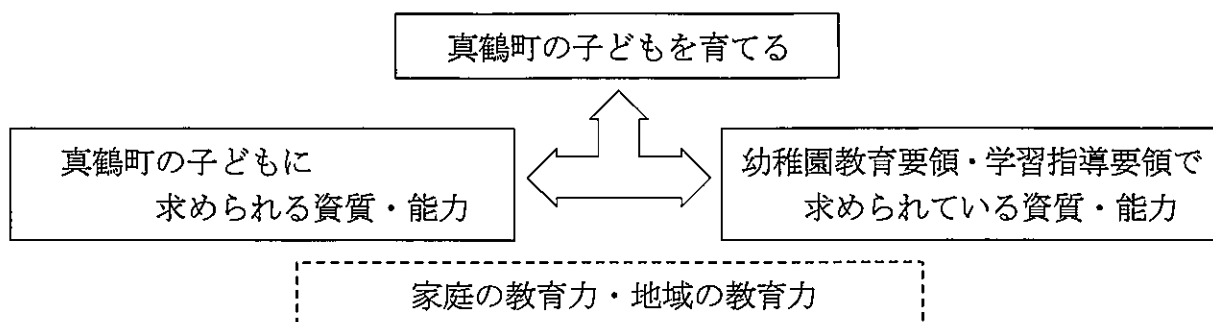 真鶴町の子どもを育てる
真鶴町の子どもに
求められる資質・能力
幼稚園教育要領・学習指導要領で
求められている資質・能力
家庭の教育力・地域の教育力